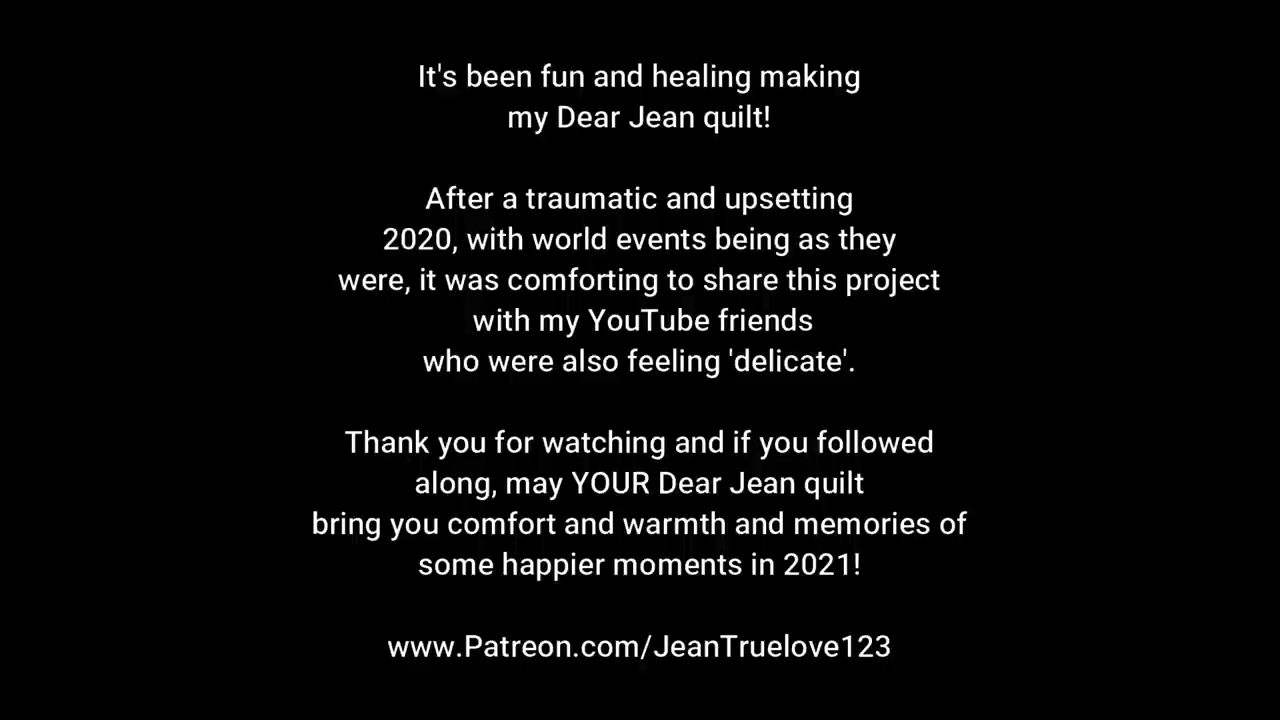 It's been fun and healing making
my Dear Jean quilt!
After a traumatic and upsetting
2020, with world events being as they
were, it was comforting to share this project
with my YouTube friends
who were also feeling 'delicate'.
Thank you for watching and if you followed
along, may YOUR Dear Jean quilt
bring you comfort and warmth and memories of
some happier moments in 2021!
www.Patreon.com/JeanTruelove123